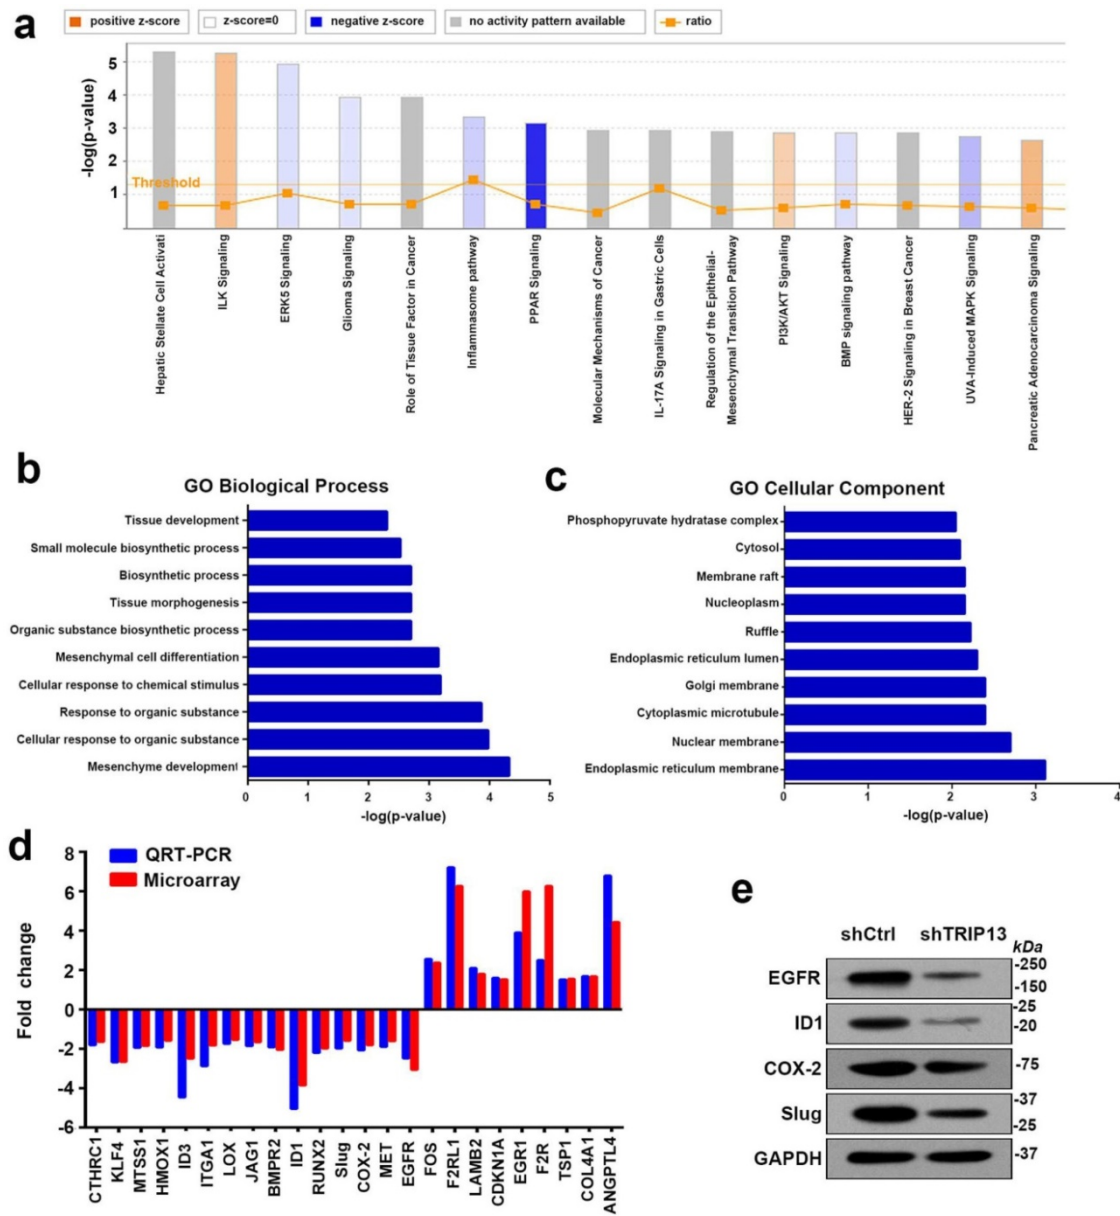 a
positive z-score
z-score=0
negative z-score
no activity pattern available
ratio
-log(p-value)
5
4
3
2
1
Threshold
Hepatic Stellate Cell Activati
ILK Signaling
ERK5 Signaling
Glioma Signaling
Role of Tissue Factor in Cancer
Inflammasome pathway
PPAR Signaling
Molecular Mechanisms of Cancer
IL-17A Signaling in Gastric Cells
Regulation of the Epithelial-
Mesenchymal Transition Pathway
PI3K/AKT Signaling
BMP signaling pathway
HER-2 Signaling in Breast Cancer
UVA-Induced MAPK Signaling
Pancreatic Adenocarcinoma Signaling
b
GO Biological Process
Tissue development
Small molecule biosynthetic process
Biosynthetic process
Tissue morphogenesis
Organic substance biosynthetic process
Mesenchymal cell differentiation
Cellular response to chemical stimulus
Response to organic substance
Cellular response to organic substance
Mesenchyme development
0 1 2 3 4 5
-log(p-value)
c
GO Cellular Component
Phosphopyruvate hydratase complex
Cytosol
Membrane raft
Nucleoplasm
Ruffle
Endoplasmic reticulum lumen
Golgi membrane
Cytoplasmic microtubule
Nuclear membrane
Endoplasmic reticulum membrane
0 1 2 3 4
-log(p-value)
d
QRT-PCR
Microarray
Fold change
8
6
4
2
0
-2
-4
-6
CTHRC1
KLF4
MTSS1
HMOX1
ID3
ITGA1
LOX
JAG1
BMPR2
ID1
RUNX2
Slug
COX-2
MET
EGFR
FOS
F2RL1
LAMB2
CDKN1A
EGR1
F2R
TSP1
COL4A1
ANGPTL4
e
shCtrl shTRIP13
kDa
EGFR
-250
-150
ID1
-25
-20
COX-2
-75
Slug
-37
-25
GAPDH
-37